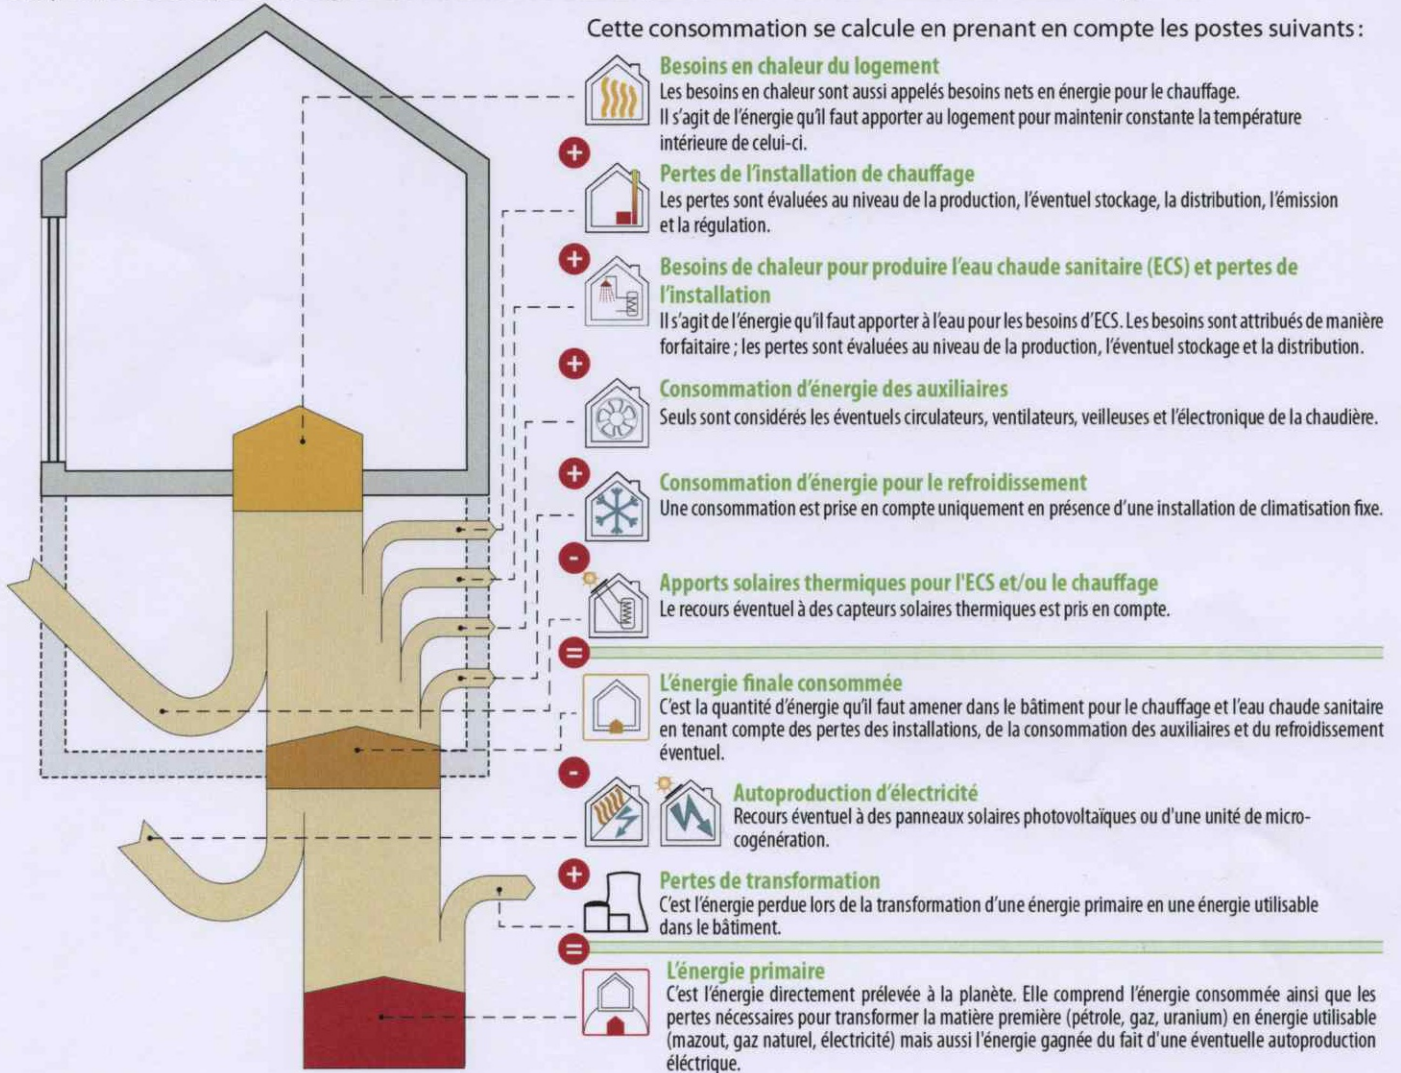 Cette consommation se calcule en prenant en compte les postes suivants :
Besoins en chaleur du logement
Les besoins en chaleur sont aussi appelés besoins nets en énergie pour le chauffage.
Il s'agit de l'énergie qu'il faut apporter au logement pour maintenir constante la température
intérieure de celui-ci.
+
Pertes de l'installation de chauffage
Les pertes sont évaluées au niveau de la production, l'éventuel stockage, la distribution, l'émission
et la régulation.
+
Besoins de chaleur pour produire l'eau chaude sanitaire (ECS) et pertes de
l'installation
Il s'agit de l'énergie qu'il faut apporter à l'eau pour les besoins d'ECS. Les besoins sont attribués de manière
forfaitaire ; les pertes sont évaluées au niveau de la production, l'éventuel stockage et la distribution.
+
Consommation d'énergie des auxiliaires
Seuls sont considérés les éventuels circulateurs, ventilateurs, veilleuses et l'électronique de la chaudière.
+
Consommation d'énergie pour le refroidissement
Une consommation est prise en compte uniquement en présence d'une installation de climatisation fixe.
-
Apports solaires thermiques pour l'ECS et/ou le chauffage
Le recours éventuel à des capteurs solaires thermiques est pris en compte.
=
L'énergie finale consommée
C'est la quantité d'énergie qu'il faut amener dans le bâtiment pour le chauffage et l'eau chaude sanitaire
en tenant compte des pertes des installations, de la consommation des auxiliaires et du refroidissement
éventuel.
-
Autoproduction d'électricité
Recours éventuel à des panneaux solaires photovoltaïques ou d'une unité de micro-
cogénération.
+
Pertes de transformation
C'est l'énergie perdue lors de la transformation d'une énergie primaire en une énergie utilisable
dans le bâtiment.
=
L'énergie primaire
C'est l'énergie directement prélevée à la planète. Elle comprend l'énergie consommée ainsi que les
pertes nécessaires pour transformer la matière première (pétrole, gaz, uranium) en énergie utilisable
(mazout, gaz naturel, électricité) mais aussi l'énergie gagnée du fait d'une éventuelle autoproduction
éléctrique.